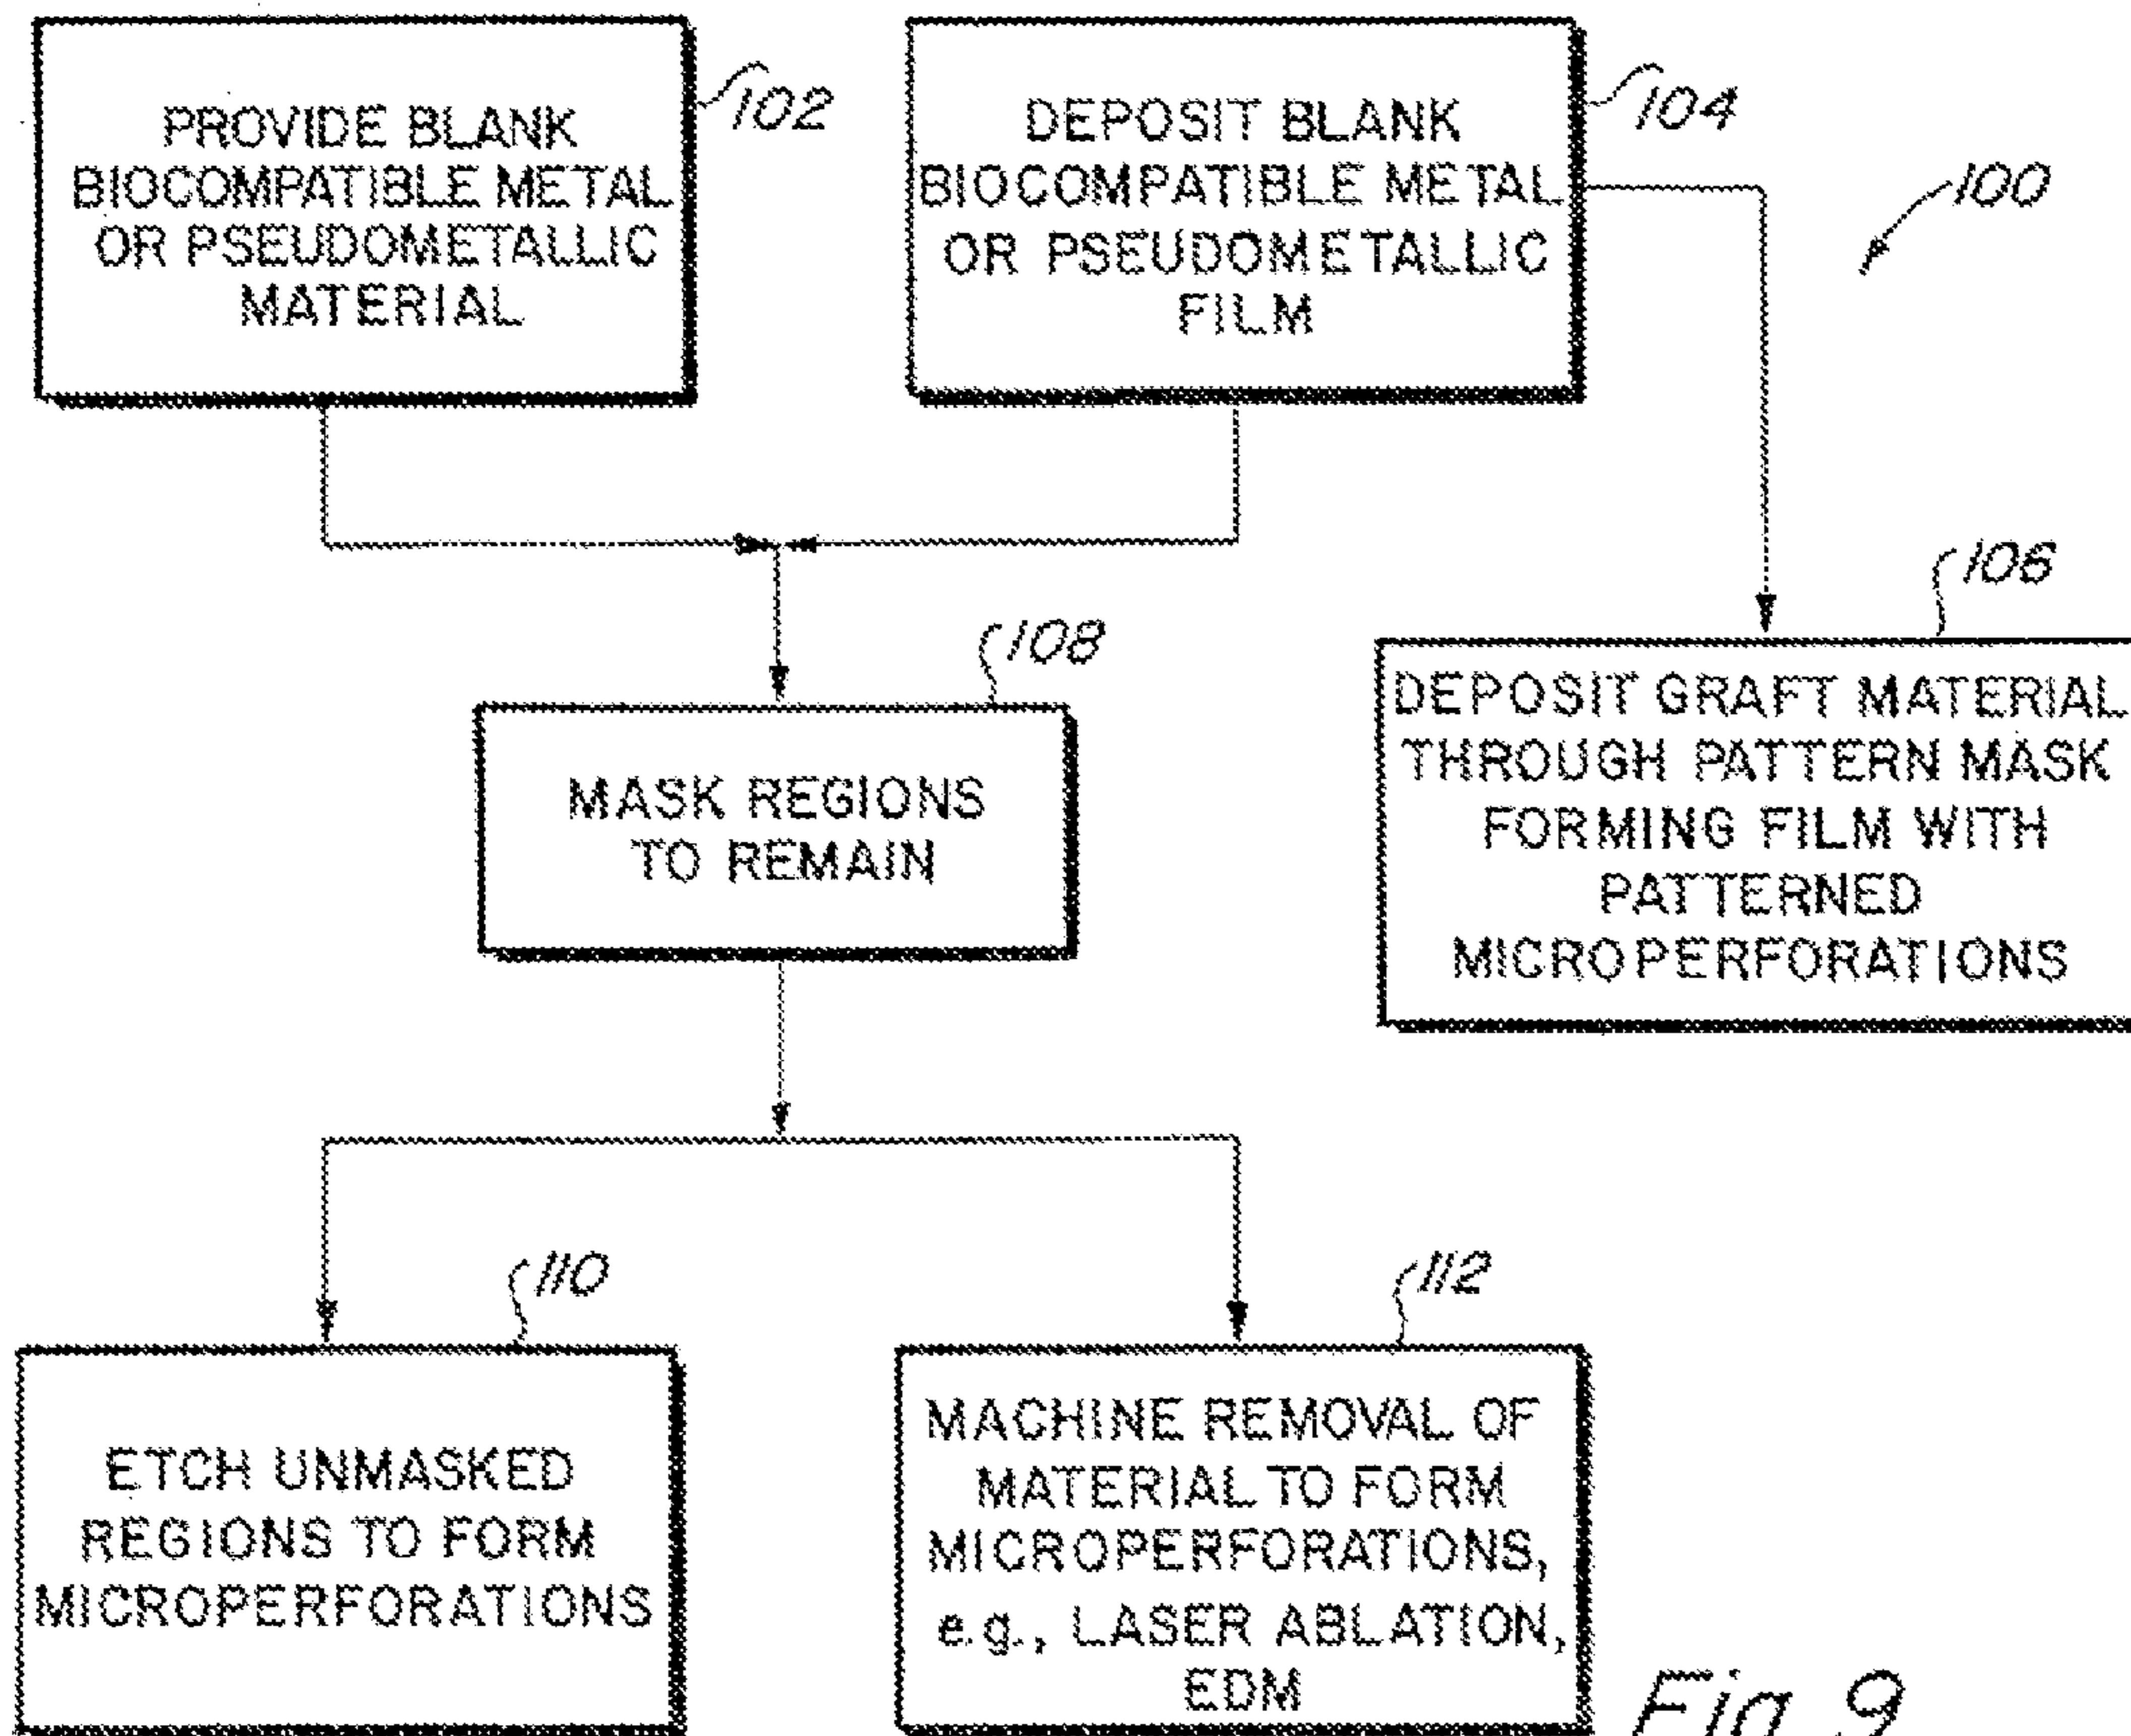 PROVIDE BLANK
BIOCOMPATIBLE METAL
OR PSEUDOMETALLIC
MATERIAL
102
DEPOSIT BLANK
BIOCOMPATIBLE METAL
OR PSEUDOMETALLIC
FILM
104
100
106
DEPOSIT GRAFT MATERIAL
THROUGH PATTERN MASK
FORMING FILM WITH
PATTERNED
MICROPERFORATIONS
108
MASK REGIONS
TO REMAIN
110
ETCH UNMASKED
REGIONS TO FORM
MICROPERFORATIONS
112
MACHINE REMOVAL OF
MATERIAL TO FORM
MICROPERFORATIONS,
e.g., LASER ABLATION,
EDM
Fig. 9